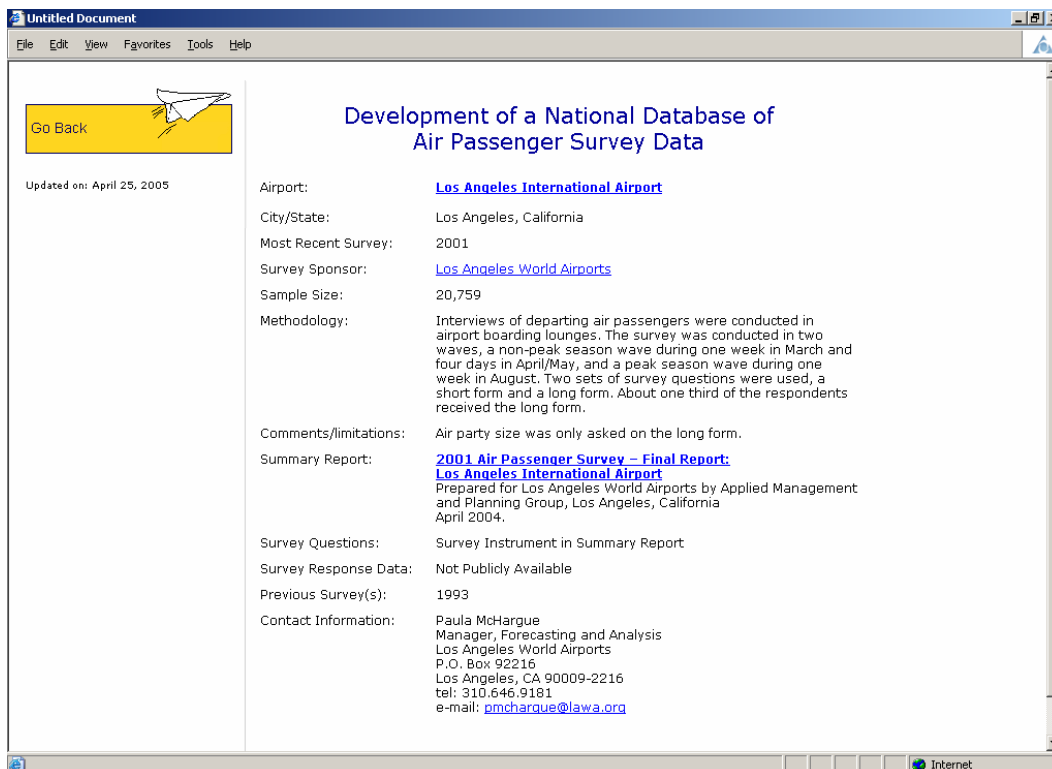 Untitled Document
File Edit View Favorites Tools Help
Go Back
Updated on: April 25, 2005
Development of a National Database of
Air Passenger Survey Data
Airport: Los Angeles International Airport
City/State: Los Angeles, California
Most Recent Survey: 2001
Survey Sponsor: Los Angeles World Airports
Sample Size: 20,759
Methodology: Interviews of departing air passengers were conducted in
airport boarding lounges. The survey was conducted in two
waves, a non-peak season wave during one week in March and
four days in April/May, and a peak season wave during one
week in August. Two sets of survey questions were used, a
short form and a long form. About one third of the respondents
received the long form.
Comments/limitations: Air party size was only asked on the long form.
Summary Report: 2001 Air Passenger Survey – Final Report:
Los Angeles International Airport
Prepared for Los Angeles World Airports by Applied Management
and Planning Group, Los Angeles, California
April 2004.
Survey Questions: Survey Instrument in Summary Report
Survey Response Data: Not Publicly Available
Previous Survey(s): 1993
Contact Information: Paula McHargue
Manager, Forecasting and Analysis
Los Angeles World Airports
P.O. Box 92216
Los Angeles, CA 90009-2216
tel: 310.646.9181
e-mail: pmchargue@lawa.org
Internet